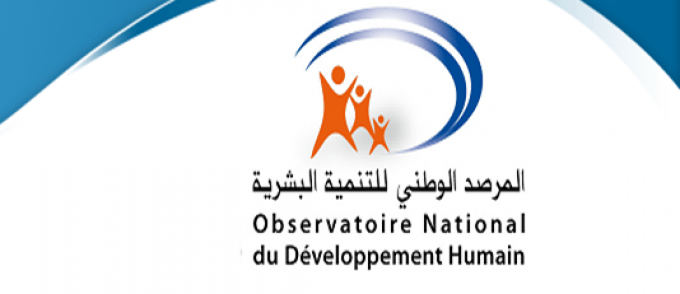 المرصد الوطني للتنمية البشرية
Observatoire National
du Développement Humain